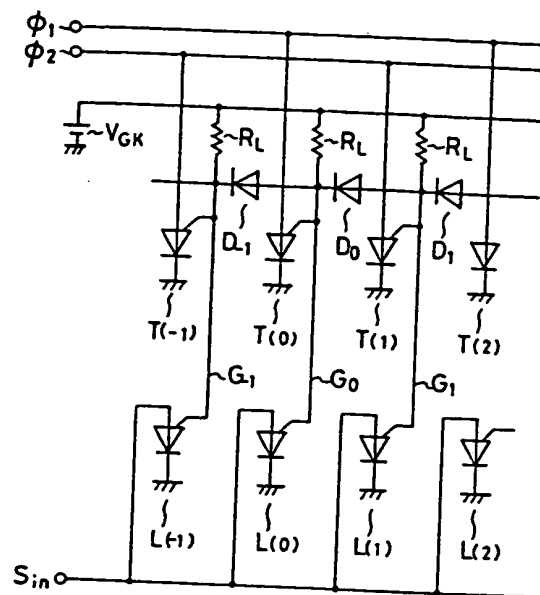 Φ1
Φ2
~VGK
~RL ~RL ~RL
D-1 D0 D1
T(-1) T(0) T(1) T(2)
G1 G0 G1
L(-1) L(0) L(1) L(2)
Sin